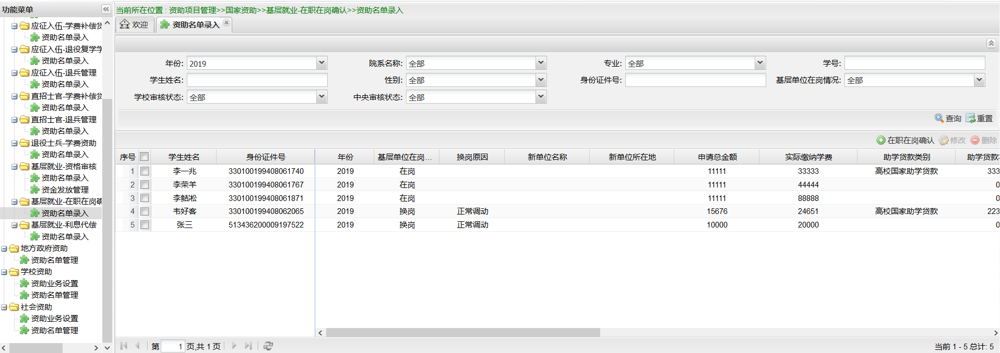 功能菜单
应征入伍-学费补偿贷
资助名单录入
应征入伍-退役复学学
资助名单录入
应征入伍-退兵管理
资助名单录入
直招士官-学费补偿贷
资助名单录入
直招士官-退兵管理
资助名单录入
退役士兵-学费资助
资助名单录入
基层就业-资格审核
资助名单录入
资金发放管理
基层就业-在职在岗确
资助名单录入
基层就业-利息代偿
资助名单录入
地方政府资助
资助名单管理
学校资助
资助业务设置
资助名单管理
社会资助
资助业务设置
资助名单管理
当前所在位置 : 资助项目管理>>国家资助>>基层就业-在职在岗确认>>资助名单录入
欢迎 资助名单录入
年份: 2019 院系名称: 全部 专业: 全部 学号:
学生姓名: 性别: 全部 身份证件号: 基层单位在岗情况: 全部
学校审核状态: 全部 中央审核状态: 全部
查询 重置
在职在岗确认 修改 删除
序号 学生姓名 身份证件号 年份 基层单位在岗... 换岗原因 新单位名称 新单位所在地 申请总金额 实际缴纳学费 助学贷款类别 助学贷款
1 李一兆 330100199408061740 2019 在岗 11111 33333 高校国家助学贷款 333
2 李荣羊 330100199408061767 2019 在岗 11111 44444 0
3 李鲒凇 330100199408061871 2019 在岗 11111 88888 0
4 韦好客 330100199408062065 2019 换岗 正常调动 15676 24651 高校国家助学贷款 223
5 张三 513436200009197522 2019 换岗 正常调动 10000 20000 0
第 1 页,共 1 页
当前 1 - 5 总计: 5